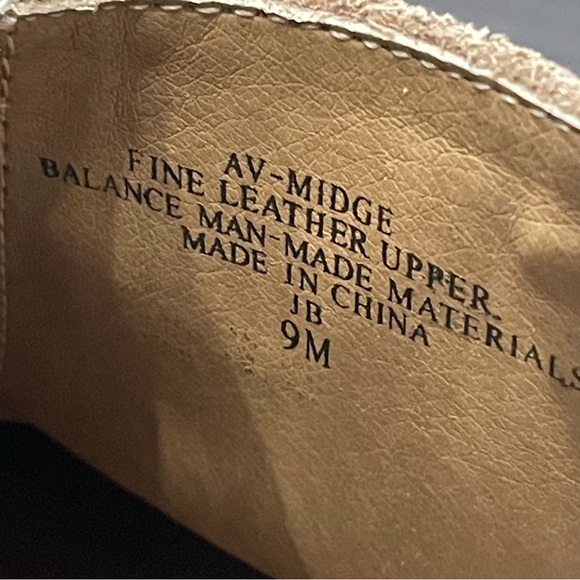 AV-MIDGE
FINE LEATHER UPPER.
BALANCE MAN-MADE MATERIALS
MADE IN CHINA
JB
9M